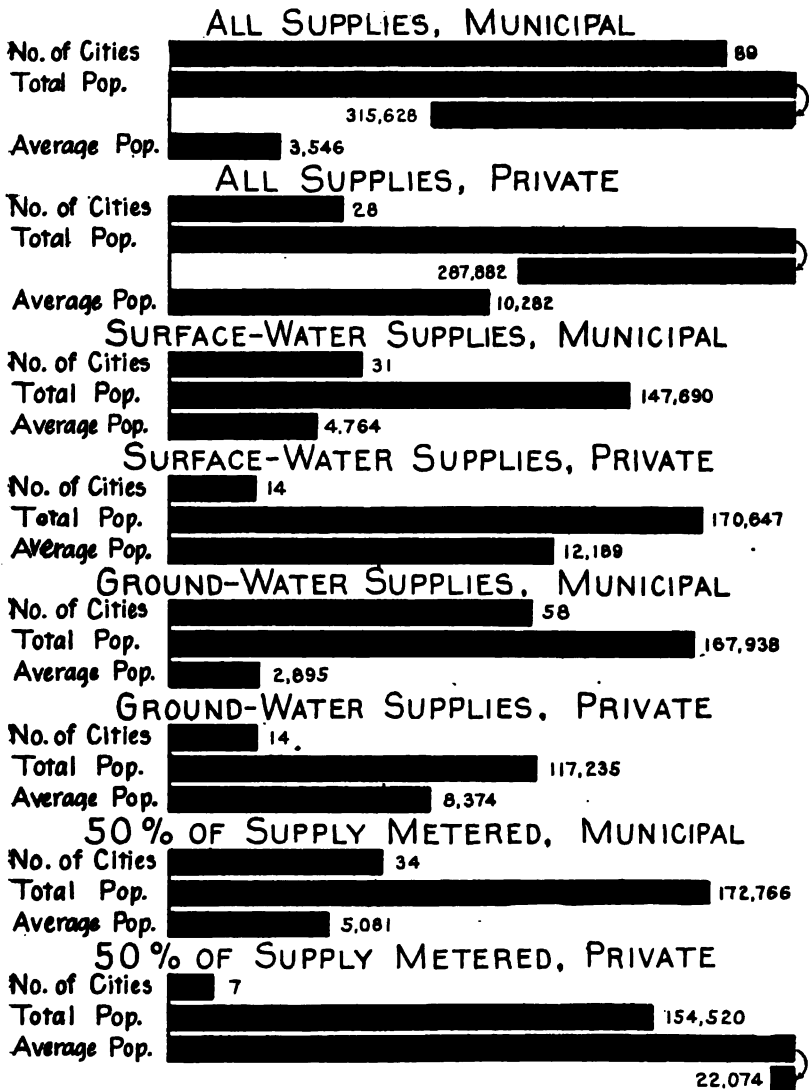 ALL SUPPLIES, MUNICIPAL
No. of Cities 89
Total Pop.
315,628
Average Pop. 3,546
ALL SUPPLIES, PRIVATE
No. of Cities 28
Total Pop.
287,882
Average Pop. 10,282
SURFACE-WATER SUPPLIES, MUNICIPAL
No. of Cities 31
Total Pop. 147,690
Average Pop. 4.764
SURFACE-WATER SUPPLIES, PRIVATE
No. of Cities 14
Total Pop. 170,647
Average Pop. 12,189
GROUND-WATER SUPPLIES, MUNICIPAL
No. of Cities 58
Total Pop. 167,938
Average Pop. 2,895
GROUND-WATER SUPPLIES, PRIVATE
No. of Cities 14
Total Pop. 117,235
Average Pop. 8,374
50% OF SUPPLY METERED, MUNICIPAL
No. of Cities 34
Total Pop. 172,766
Average Pop. 5,081
50% OF SUPPLY METERED, PRIVATE
No. of Cities 7
Total Pop. 154,520
Average Pop.
22,074